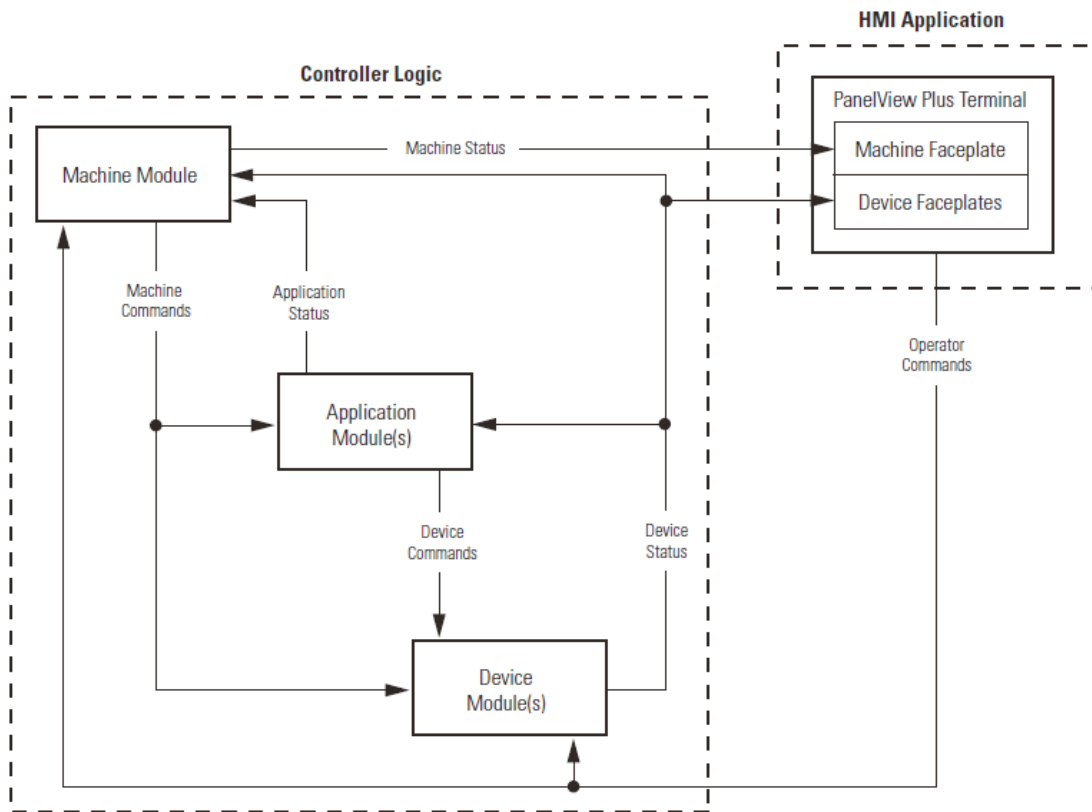 HMI Application
Controller Logic
PanelView Plus Terminal
Machine Faceplate
Device Faceplates
Machine Status
Machine Module
Machine
Commands
Application
Status
Operator
Commands
Application
Module(s)
Device
Commands
Device
Status
Device
Module(s)